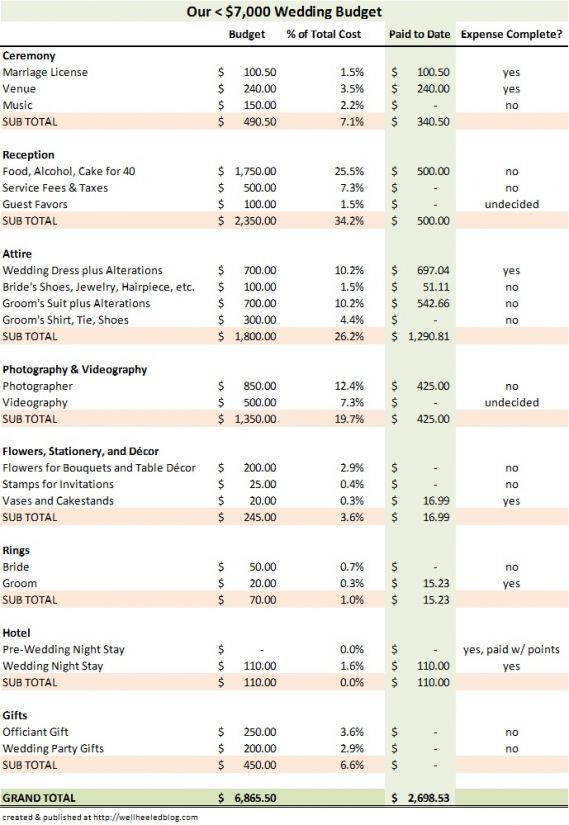 Our < $7,000 Wedding Budget
Budget % of Total Cost Paid to Date Expense Complete?
Ceremony
Marriage License $ 100.50 1.5% $ 100.50 yes
Venue $ 240.00 3.5% $ 240.00 yes
Music $ 150.00 2.2% $ - no
SUB TOTAL $ 490.50 7.1% $ 340.50
Reception
Food, Alcohol, Cake for 40 $ 1,750.00 25.5% $ 500.00 no
Service Fees & Taxes $ 500.00 7.3% $ - no
Guest Favors $ 100.00 1.5% $ - undecided
SUB TOTAL $ 2,350.00 34.2% $ 500.00
Attire
Wedding Dress plus Alterations $ 700.00 10.2% $ 697.04 yes
Bride's Shoes, Jewelry, Hairpiece, etc. $ 100.00 1.5% $ 51.11 no
Groom's Suit plus Alterations $ 700.00 10.2% $ 542.66 no
Groom's Shirt, Tie, Shoes $ 300.00 4.4% $ - no
SUB TOTAL $ 1,800.00 26.2% $ 1,290.81
Photography & Videography
Photographer $ 850.00 12.4% $ 425.00 no
Videography $ 500.00 7.3% $ - undecided
SUB TOTAL $ 1,350.00 19.7% $ 425.00
Flowers, Stationery, and Décor
Flowers for Bouquets and Table Décor $ 200.00 2.9% $ - no
Stamps for Invitations $ 25.00 0.4% $ - no
Vases and Cakestands $ 20.00 0.3% $ 16.99 yes
SUB TOTAL $ 245.00 3.6% $ 16.99
Rings
Bride $ 50.00 0.7% $ - no
Groom $ 20.00 0.3% $ 15.23 yes
SUB TOTAL $ 70.00 1.0% $ 15.23
Hotel
Pre-Wedding Night Stay $ - 0.0% $ - yes, paid w/ points
Wedding Night Stay $ 110.00 1.6% $ 110.00 yes
SUB TOTAL $ 110.00 0.0% $ 110.00
Gifts
Officiant Gift $ 250.00 3.6% $ - no
Wedding Party Gifts $ 200.00 2.9% $ - no
SUB TOTAL $ 450.00 6.6% $ -
GRAND TOTAL $ 6,865.50 $ 2,698.53
created & published at http://wellheeledblog.com